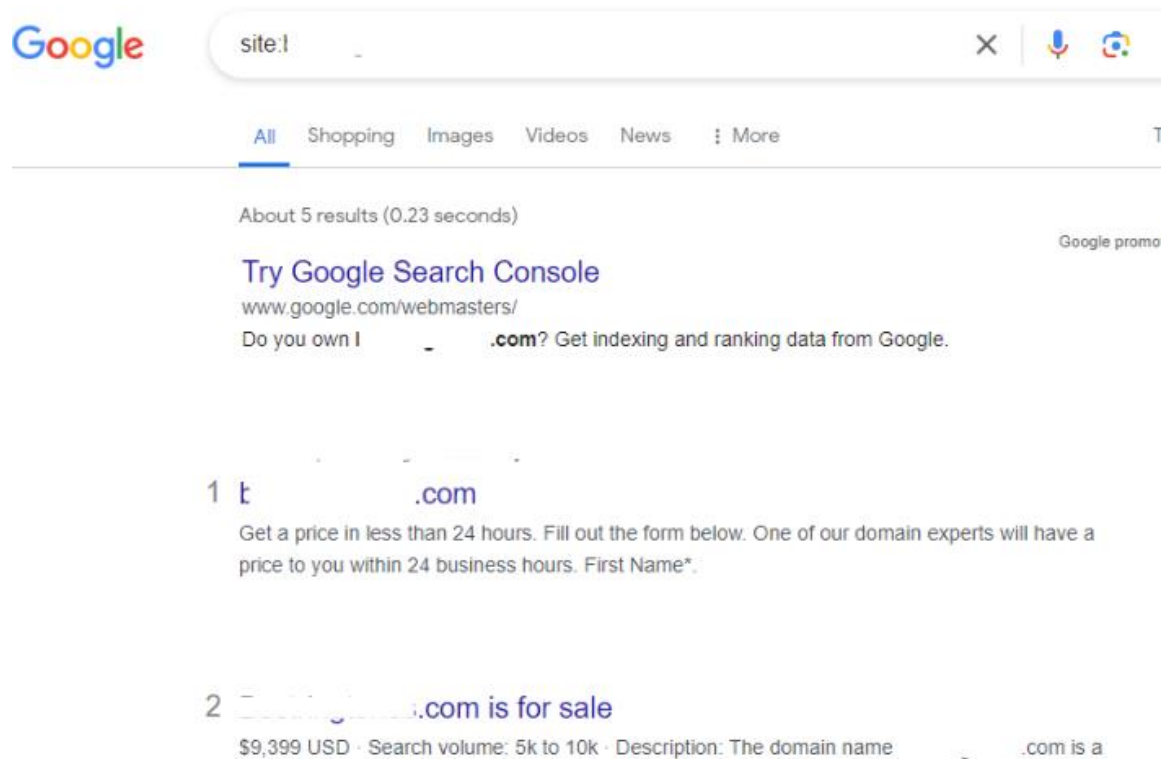 Google
site:
All Shopping Images Videos News More
About 5 results (0.23 seconds)
Google promo
Try Google Search Console
www.google.com/webmasters/
Do you own .com? Get indexing and ranking data from Google.
1 .com
Get a price in less than 24 hours. Fill out the form below. One of our domain experts will have a
price to you within 24 business hours. First Name*.
2 .com is for sale
$9,399 USD · Search volume: 5k to 10k · Description: The domain name .com is a